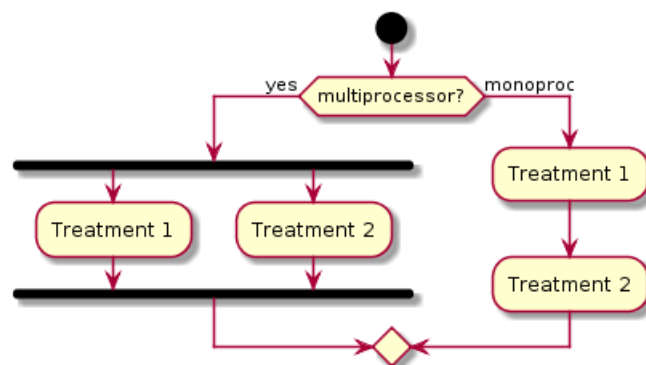 yes
multiprocessor?
monoproc
Treatment 1
Treatment 2
Treatment 1
Treatment 2